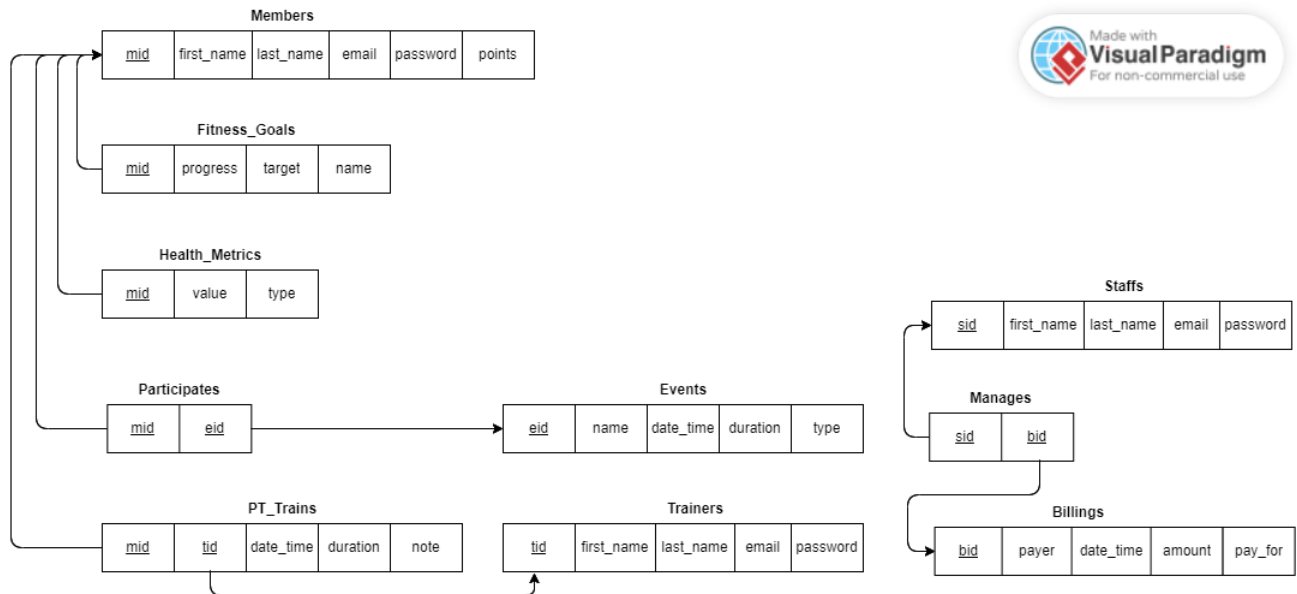 Members
mid first_name last_name email password points
Made with
Visual Paradigm
For non-commercial use
Fitness_Goals
mid progress target name
Health_Metrics
mid value type
Staffs
sid first_name last_name email password
Participates
mid eid
Events
eid name date_time duration type
Manages
sid bid
PT_Trains
mid tid date_time duration note
Trainers
tid first_name last_name email password
Billings
bid payer date_time amount pay_for